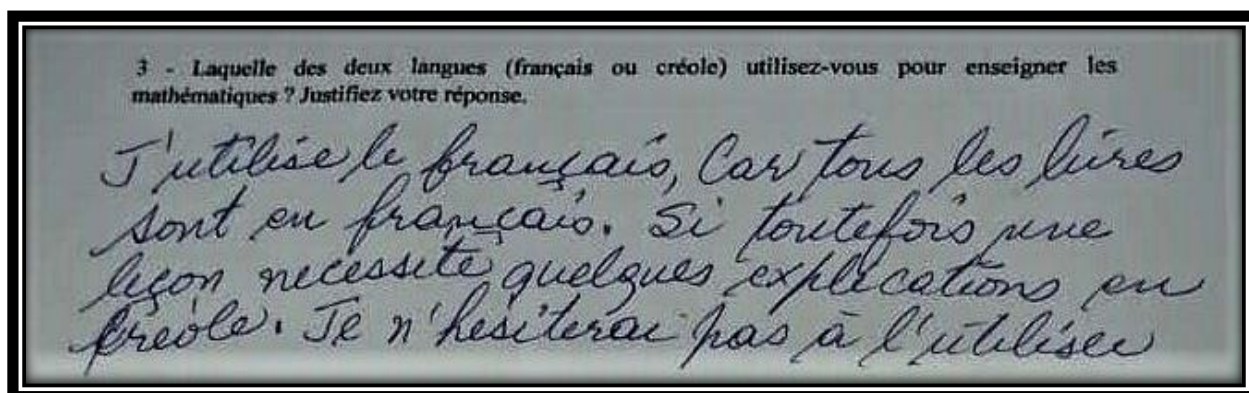 3 - Laquelle des deux langues (français ou créole) utilisez-vous pour enseigner les
mathématiques ? Justifiez votre réponse.
J'utilise le français, Car tous les livres
sont en français. Si toutefois une
leçon necessite quelques explications en
Créole. Je n'hesiterai pas à l'utiliser